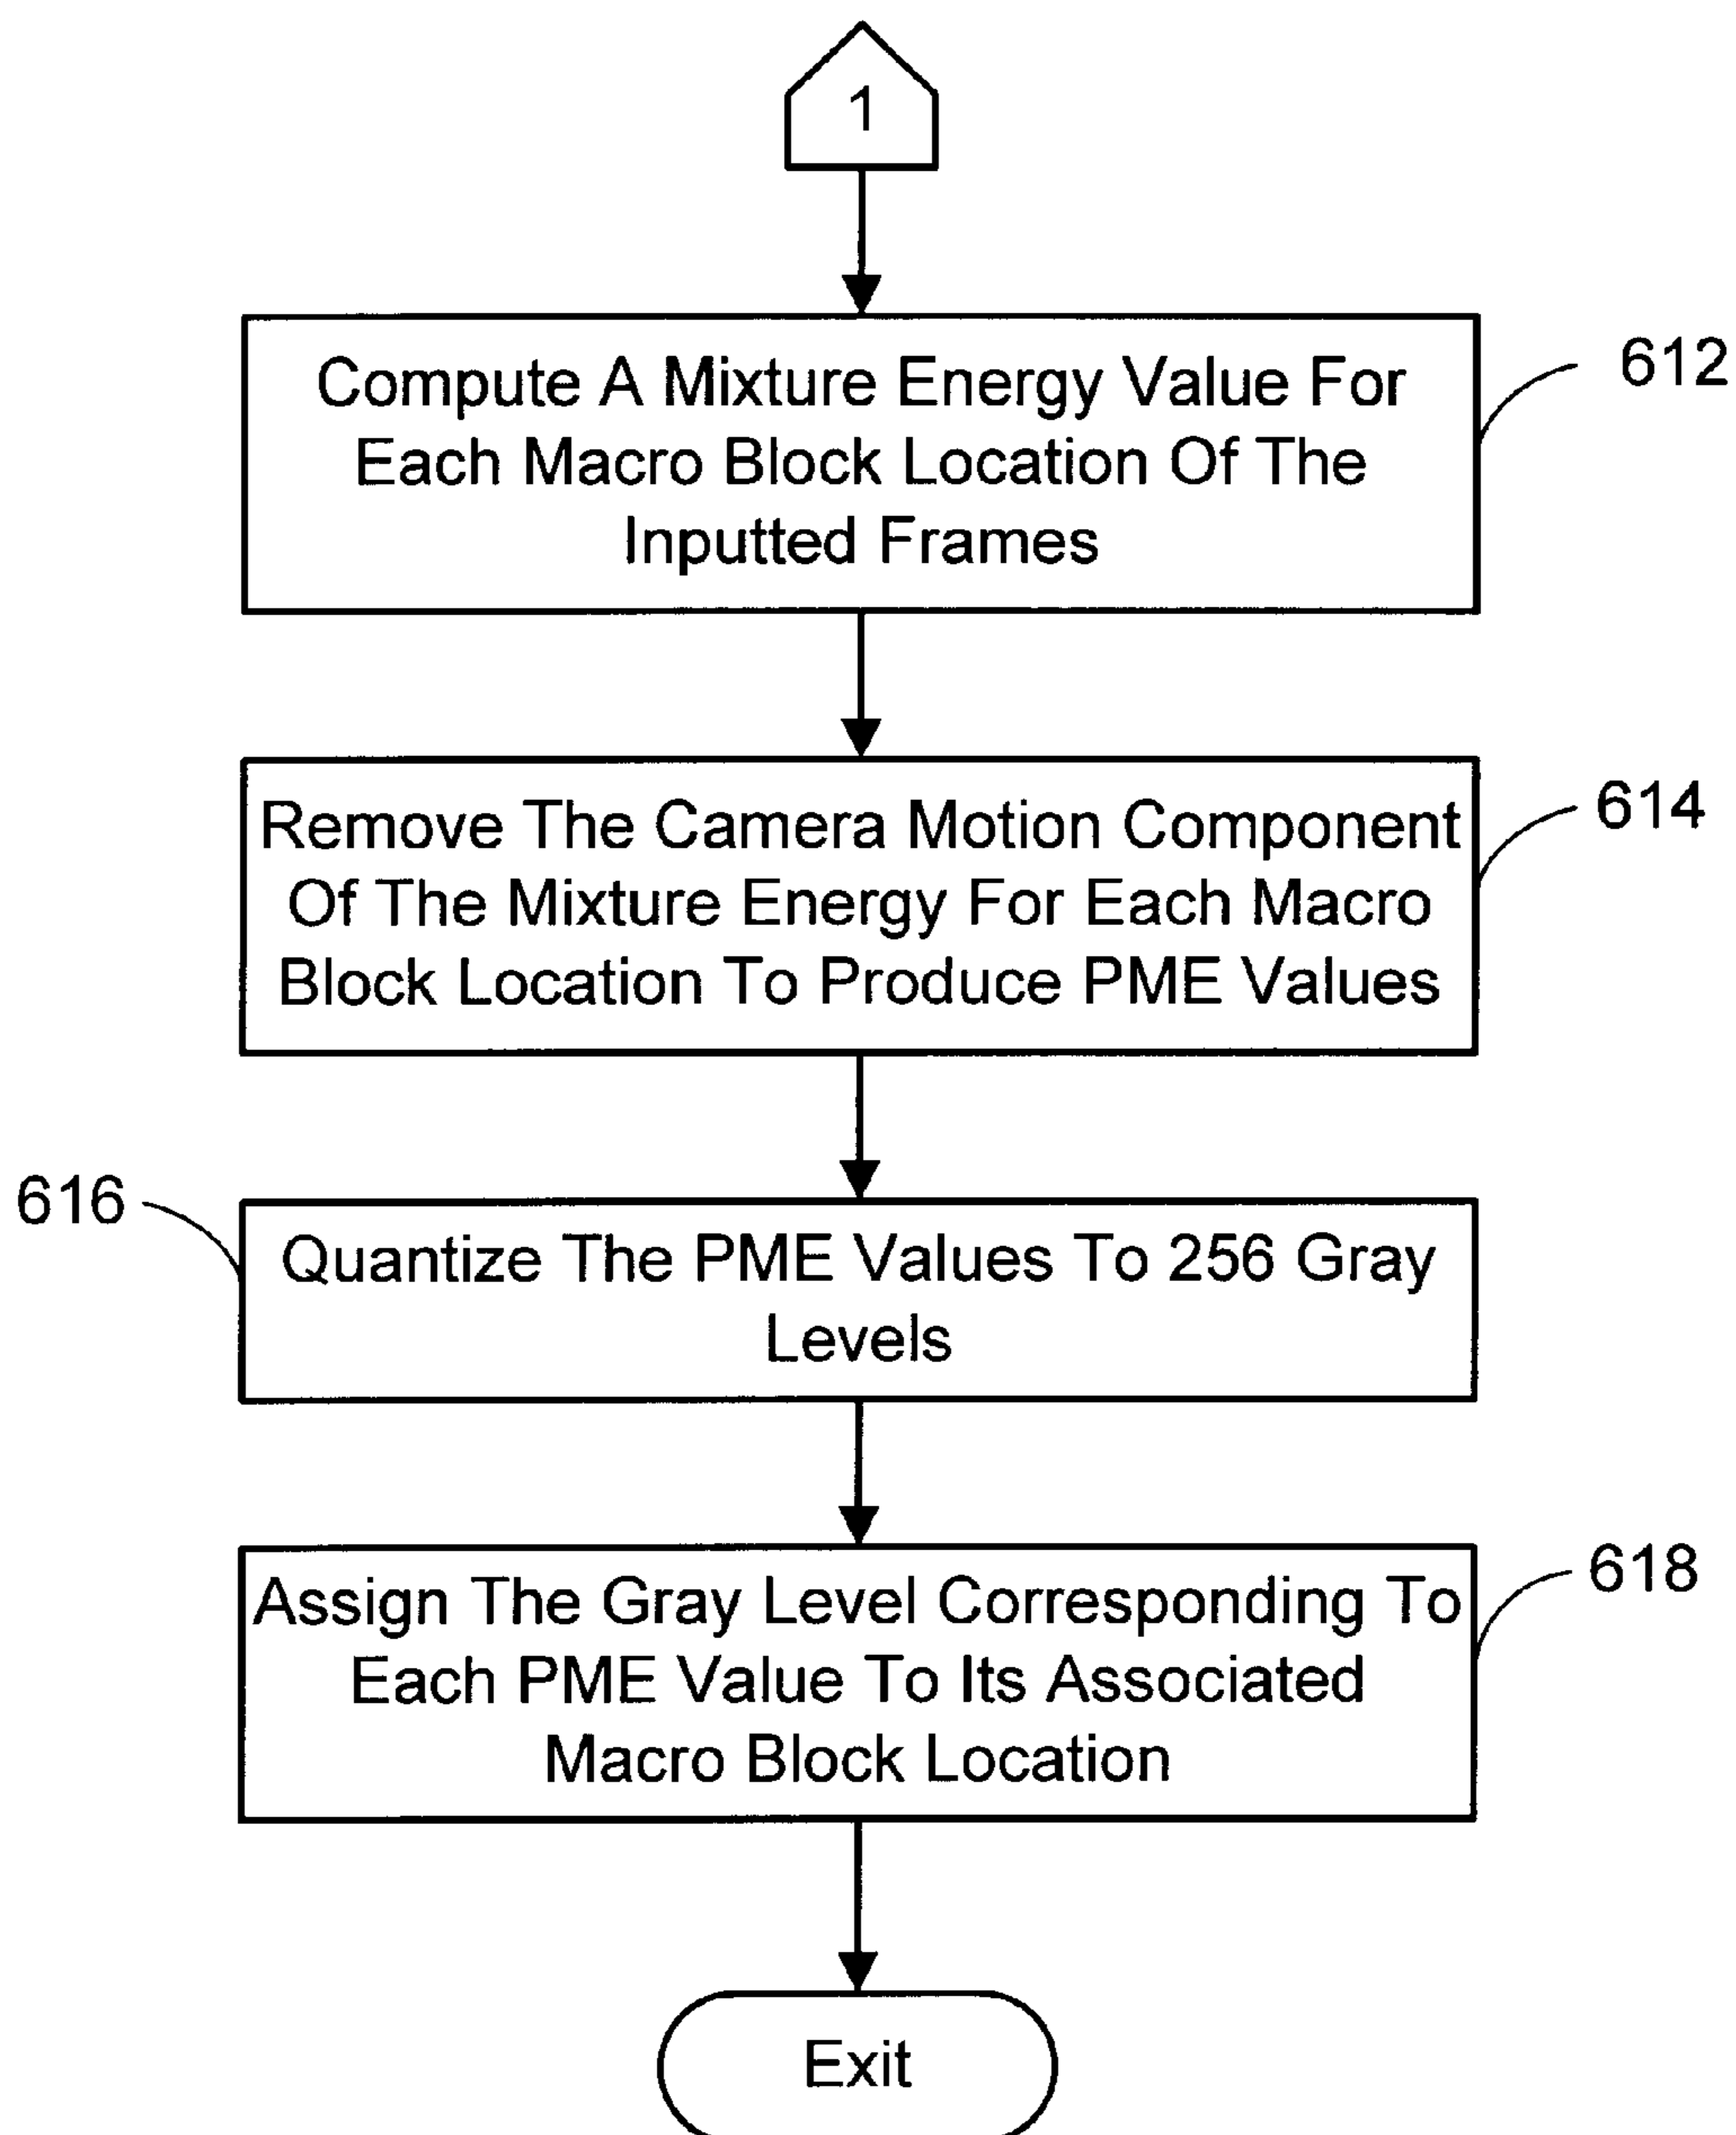 1
Compute A Mixture Energy Value For
Each Macro Block Location Of The
Inputted Frames
612
Remove The Camera Motion Component
Of The Mixture Energy For Each Macro
Block Location To Produce PME Values
614
616
Quantize The PME Values To 256 Gray
Levels
Assign The Gray Level Corresponding To
Each PME Value To Its Associated
Macro Block Location
618
Exit